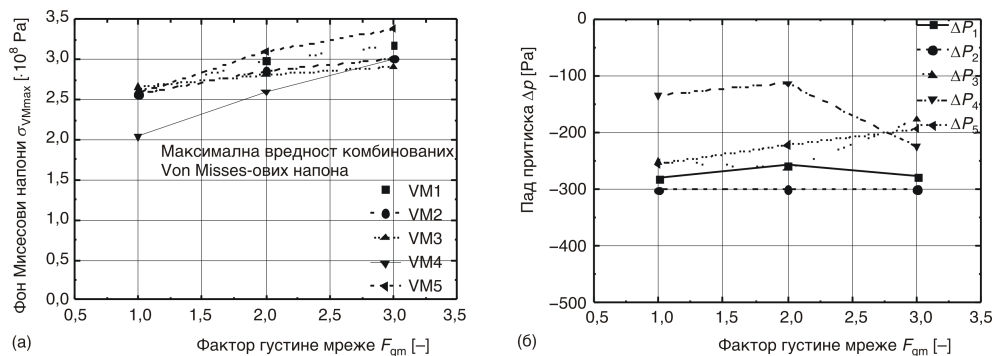 Фон Мисесови напони σVMmax [·10⁸ Pa]
3,5
3,0
2,5
2,0
1,5
1,0
0,5
0,0
Максимална вредност комбинованих
Von Misses-ових напона
VM1
VM2
VM3
VM4
VM5
0,5 1,0 1,5 2,0 2,5 3,0 3,5
(а) Фактор густине мреже Fgm [–]
Пад притиска Δp [Pa]
0
−100
−200
−300
−400
−500
ΔP1
ΔP2
ΔP3
ΔP4
ΔP5
0,5 1,0 1,5 2,0 2,5 3,0 3,5
(б) Фактор густине мреже Fgm [–]